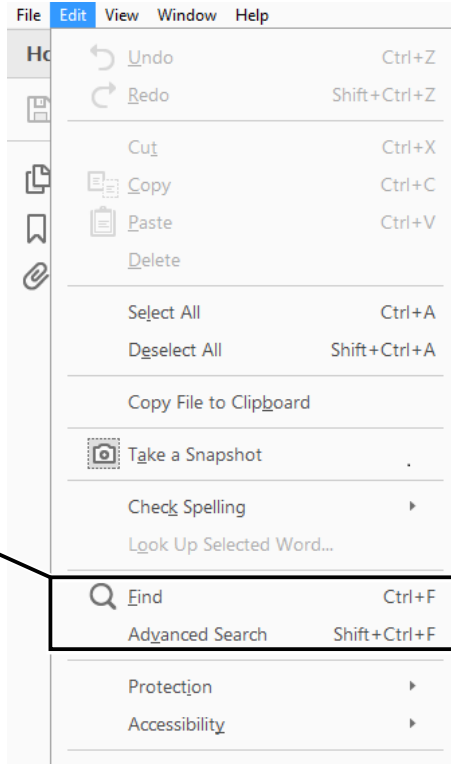 File Edit View Window Help
Ho
Undo Ctrl+Z
Redo Shift+Ctrl+Z
Cut Ctrl+X
Copy Ctrl+C
Paste Ctrl+V
Delete
Select All Ctrl+A
Deselect All Shift+Ctrl+A
Copy File to Clipboard
Take a Snapshot
Check Spelling
Look Up Selected Word...
Find Ctrl+F
Advanced Search Shift+Ctrl+F
Protection
Accessibility